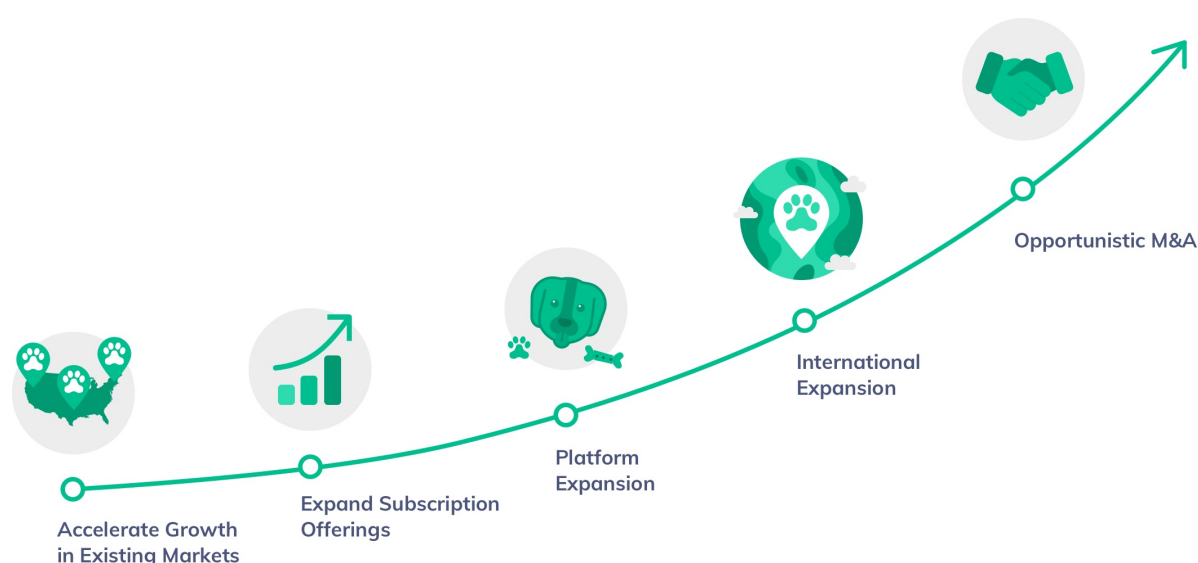 Accelerate Growth
in Existing Markets
Expand Subscription
Offerings
Platform
Expansion
International
Expansion
Opportunistic M&A